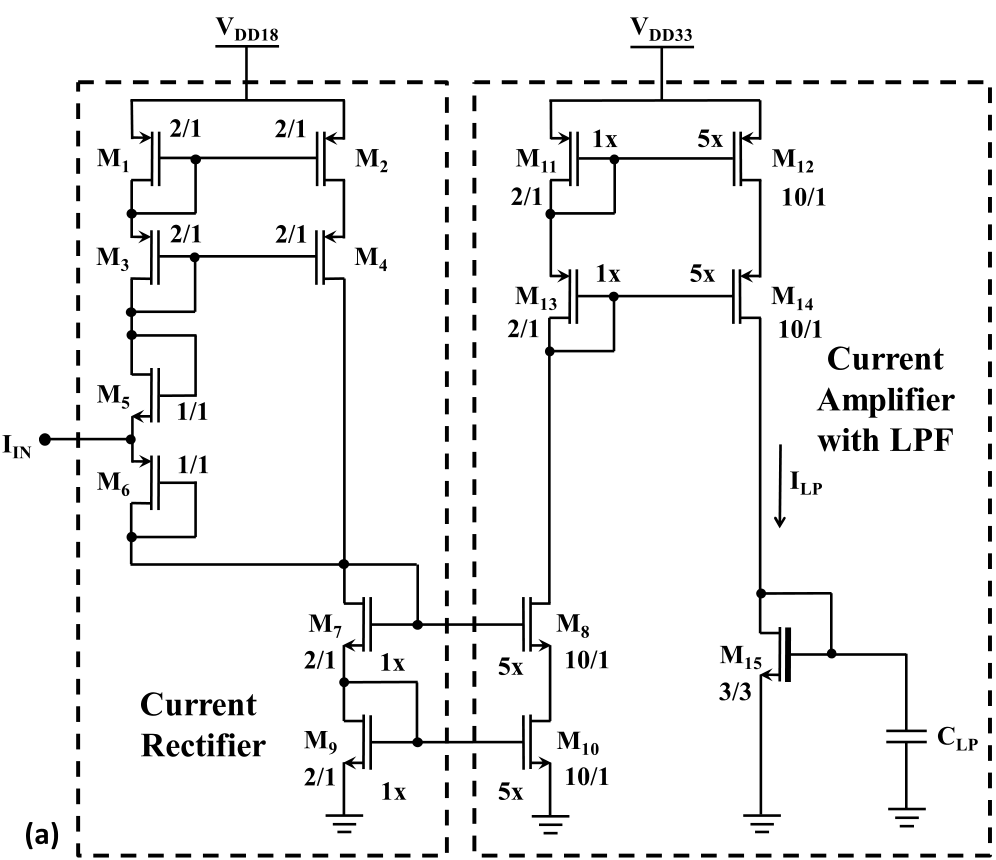 V_DD18
V_DD33
2/1 2/1
M_1 M_2
1x 5x
M_11 M_12
2/1 10/1
2/1 2/1
M_3 M_4
1x 5x
M_13 M_14
2/1 10/1
M_5
1/1
I_IN
1/1
M_6
Current
Amplifier
with LPF
I_LP
M_7 M_8
2/1 1x 5x 10/1
M_15
3/3
Current
Rectifier
M_9 M_10
2/1 1x 5x 10/1
C_LP
(a)